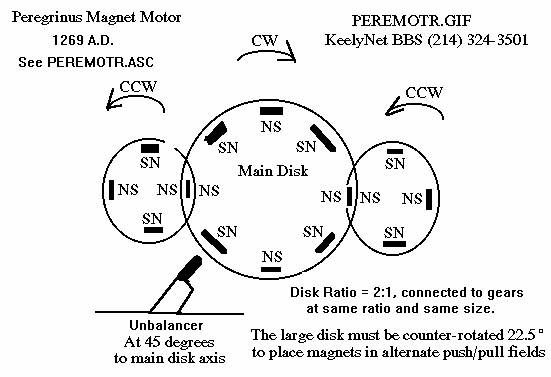 Peregrinus Magnet Motor
1269 A.D.
See PEREMOTR.ASC
PEREMOTR.GIF
KeelyNet BBS (214) 324-3501
CW
CCW
CCW
NS
SN
SN
Main Disk
SN
NS
NS
NS
SN
SN
NS
NS
NS
SN
SN
SN
NS
Disk Ratio = 2:1, connected to gears
at same ratio and same size.
Unbalancer
At 45 degrees
to main disk axis
The large disk must be counter-rotated 22.5°
to place magnets in alternate push/pull fields